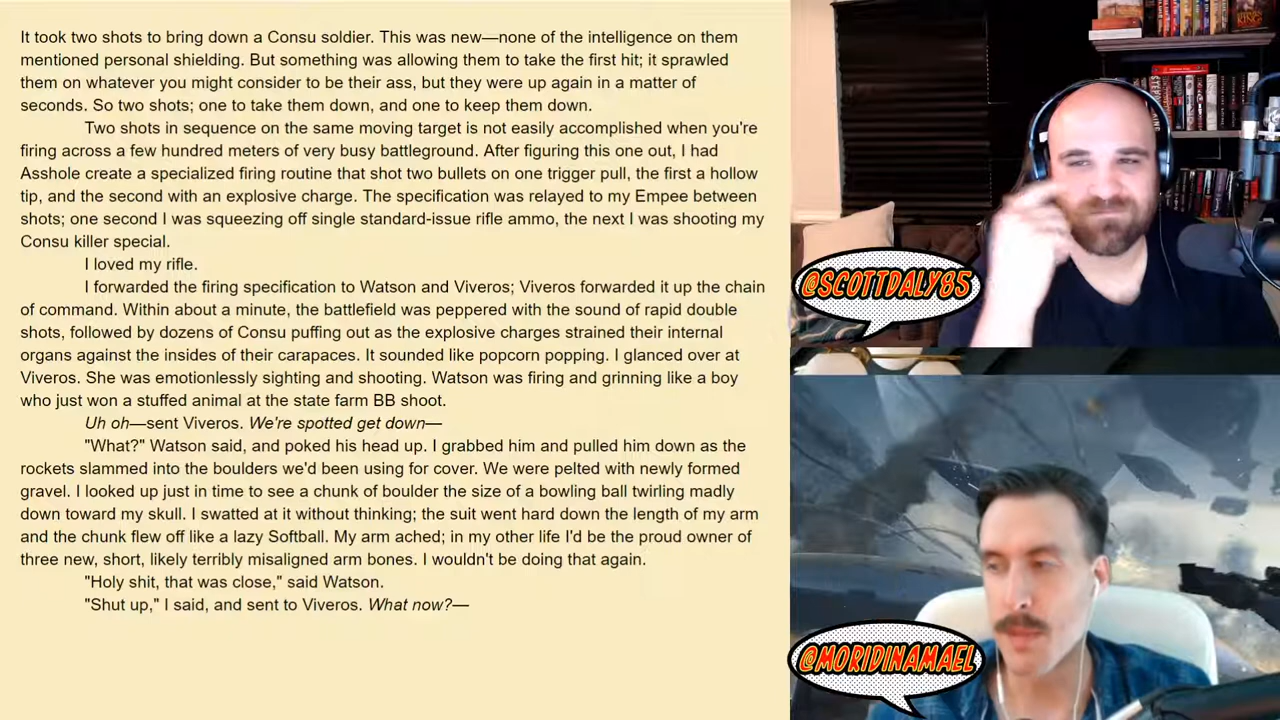 It took two shots to bring down a Consu soldier. This was new—none of the intelligence on them
mentioned personal shielding. But something was allowing them to take the first hit; it sprawled
them on whatever you might consider to be their ass, but they were up again in a matter of
seconds. So two shots; one to take them down, and one to keep them down.
Two shots in sequence on the same moving target is not easily accomplished when you're
firing across a few hundred meters of very busy battleground. After figuring this one out, I had
Asshole create a specialized firing routine that shot two bullets on one trigger pull, the first a hollow
tip, and the second with an explosive charge. The specification was relayed to my Empee between
shots; one second I was squeezing off single standard-issue rifle ammo, the next I was shooting my
Consu killer special.
I loved my rifle.
I forwarded the firing specification to Watson and Viveros; Viveros forwarded it up the chain
of command. Within about a minute, the battlefield was peppered with the sound of rapid double
shots, followed by dozens of Consu puffing out as the explosive charges strained their internal
organs against the insides of their carapaces. It sounded like popcorn popping. I glanced over at
Viveros. She was emotionlessly sighting and shooting. Watson was firing and grinning like a boy
who just won a stuffed animal at the state farm BB shoot.
Uh oh—sent Viveros. We're spotted get down—
"What?" Watson said, and poked his head up. I grabbed him and pulled him down as the
rockets slammed into the boulders we'd been using for cover. We were pelted with newly formed
gravel. I looked up just in time to see a chunk of boulder the size of a bowling ball twirling madly
down toward my skull. I swatted at it without thinking; the suit went hard down the length of my arm
and the chunk flew off like a lazy Softball. My arm ached; in my other life I'd be the proud owner of
three new, short, likely terribly misaligned arm bones. I wouldn't be doing that again.
"Holy shit, that was close," said Watson.
"Shut up," I said, and sent to Viveros. What now?—
@SCOTTDALY85
@MORIDINAMAEL